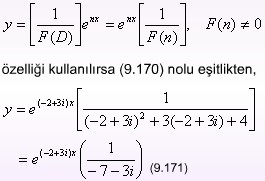 y = [1/F(D)] e^{nx} = e^{nx} [1/F(n)], F(n) ≠ 0
özelliği kullanılırsa (9.170) nolu eşitlikten,
y = e^{(-2+3i)x} [1/((-2+3i)^2 + 3(-2+3i) + 4)]
= e^{(-2+3i)x} (1/(-7-3i)) (9.171)